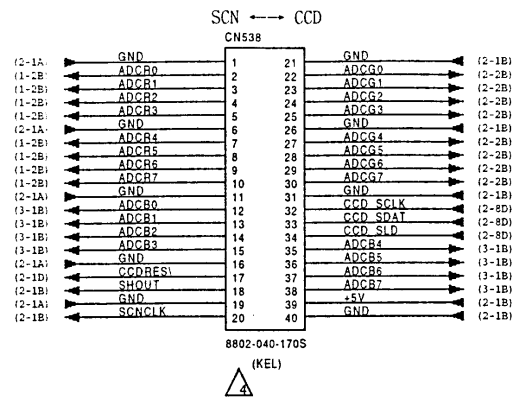 SCN ←--→ CCD
CN538
(2-1A) GND 1 21 GND (2-1B)
(1-2B) ADCR0 2 22 ADCG0 (2-2B)
(1-2B) ADCR1 3 23 ADCG1 (2-2B)
(1-2B) ADCR2 4 24 ADCG2 (2-2B)
(1-2B) ADCR3 5 25 ADCG3 (2-2B)
(2-1A) GND 6 26 GND (2-1B)
(1-2B) ADCR4 7 27 ADCG4 (2-2B)
(1-2B) ADCR5 8 28 ADCG5 (2-2B)
(1-2B) ADCR6 9 29 ADCG6 (2-2B)
(1-2B) ADCR7 10 30 ADCG7 (2-2B)
(2-1A) GND 11 31 GND (2-1B)
(3-1B) ADCB0 12 32 CCD SCLK (2-8D)
(3-1B) ADCB1 13 33 CCD SDAT (2-8D)
(3-1B) ADCB2 14 34 CCD SLD (2-8D)
(3-1B) ADCB3 15 35 ADCB4 (3-1B)
(2-1A) GND 16 36 ADCB5 (3-1B)
(2-1D) CCDRES\ 17 37 ADCB6 (3-1B)
(2-1B) SHOUT 18 38 ADCB7 (3-1B)
(2-1A) GND 19 39 +5V (2-1B)
(2-1B) SCNCLK 20 40 GND (2-1B)
8802-040-170S
(KEL)
4